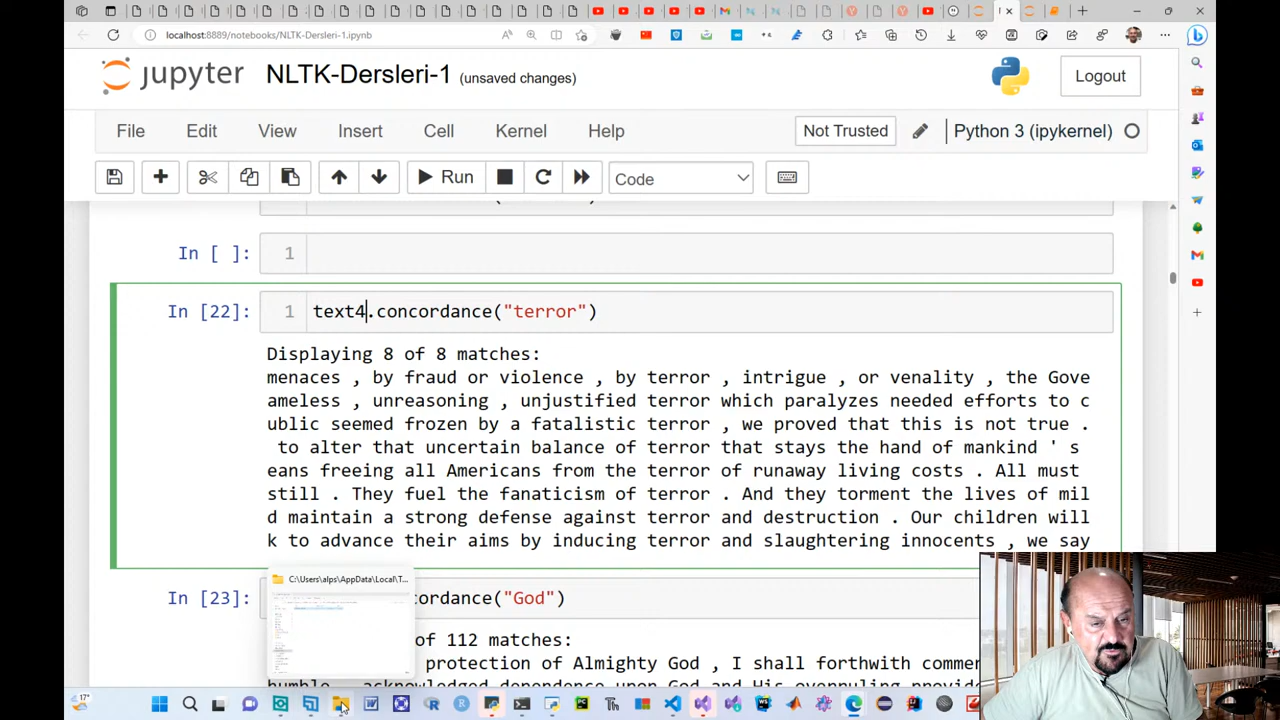 localhost:8889/notebooks/NLTK-Dersleri-1.ipynb
jupyter NLTK-Dersleri-1 (unsaved changes)
Logout
File Edit View Insert Cell Kernel Help
Not Trusted
Python 3 (ipykernel)
Run
Code
In [ ]: 1
In [22]: 1 text4.concordance("terror")
Displaying 8 of 8 matches:
menaces , by fraud or violence , by terror , intrigue , or venality , the Gove
ameless , unreasoning , unjustified terror which paralyzes needed efforts to c
ublic seemed frozen by a fatalistic terror , we proved that this is not true .
to alter that uncertain balance of terror that stays the hand of mankind ' s
eans freeing all Americans from the terror of runaway living costs . All must
still . They fuel the fanaticism of terror . And they torment the lives of mil
d maintain a strong defense against terror and destruction . Our children will
k to advance their aims by inducing terror and slaughtering innocents , we say
C:\Users\alps\AppData\Local\T...
In [23]: cordance("God")
of 112 matches:
protection of Almighty God , I shall forthwith comme
17°